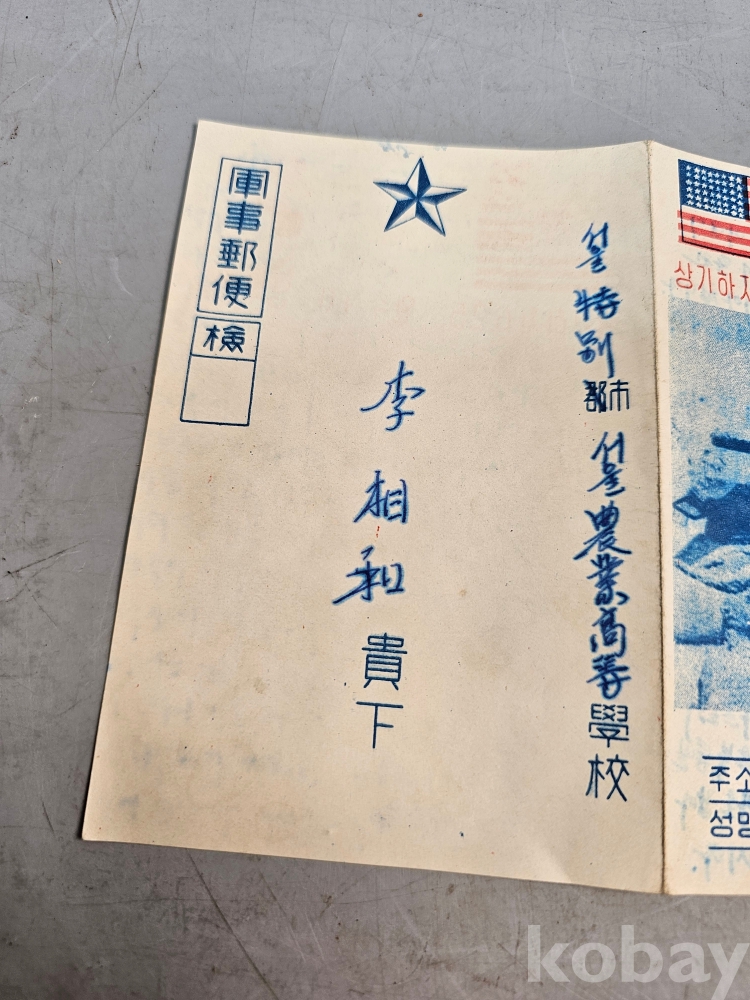 軍事郵便
檢
서울特別市
都
서울農業高等學校
李相和貴下
상기하자
주소
성명
kobay